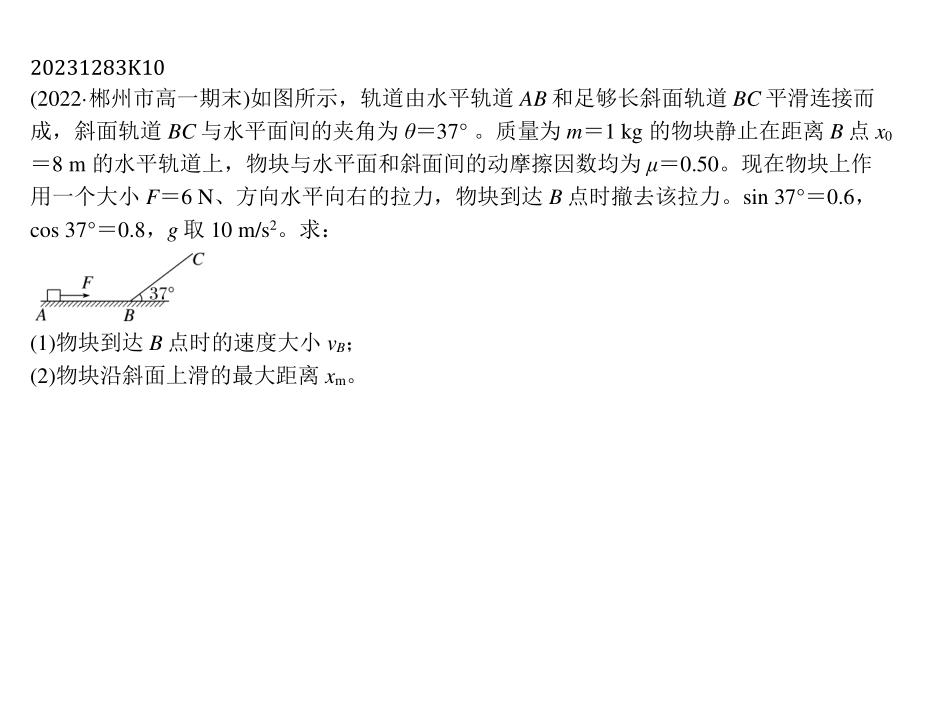 20231283K10
(2022·郴州市高一期末)如图所示，轨道由水平轨道 AB 和足够长斜面轨道 BC 平滑连接而
成，斜面轨道 BC 与水平面间的夹角为 θ＝37° 。质量为 m＝1 kg 的物块静止在距离 B 点 x₀
＝8 m 的水平轨道上，物块与水平面和斜面间的动摩擦因数均为 μ＝0.50。现在物块上作
用一个大小 F＝6 N、方向水平向右的拉力，物块到达 B 点时撤去该拉力。sin 37°＝0.6，
cos 37°＝0.8，g 取 10 m/s²。求：
C
F
37°
A
B
(1)物块到达 B 点时的速度大小 vB；
(2)物块沿斜面上滑的最大距离 xm。